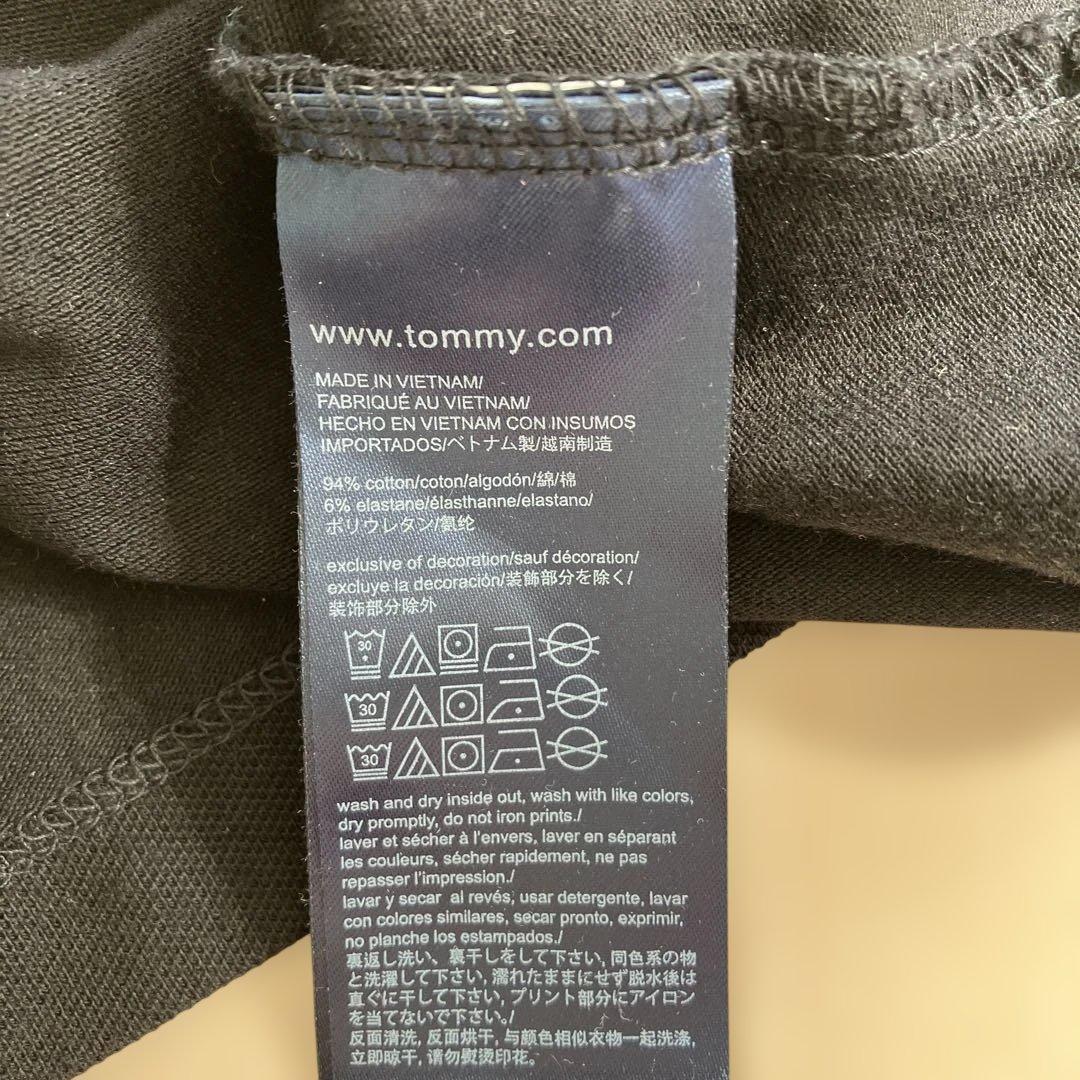 www.tommy.com
MADE IN VIETNAM/
FABRIQUÉ AU VIETNAM/
HECHO EN VIETNAM CON INSUMOS
IMPORTADOS/ベトナム製/越南制造
94% cotton/coton/algodón/綿/棉
6% elastane/élasthanne/elastano/
ポリウレタン/氨纶
exclusive of decoration/sauf décoration/
excluye la decoración/装飾部分を除く/
装饰部分除外
30
30
30
wash and dry inside out, wash with like colors,
dry promptly, do not iron prints./
laver et sécher à l'envers, laver en séparant
les couleurs, sécher rapidement, ne pas
repasser l'impression./
lavar y secar al revés, usar detergente, lavar
con colores similares, secar pronto, exprimir,
no planche los estampados./
裏返し洗い、裏干しをして下さい, 同色系の物
と洗濯して下さい, 濡れたままにせず脱水後は
直ぐに干して下さい, プリント部分にアイロン
を当てないで下さい。/
反面清洗, 反面烘干, 与颜色相似衣物一起洗涤,
立即晾干, 请勿熨烫印花。